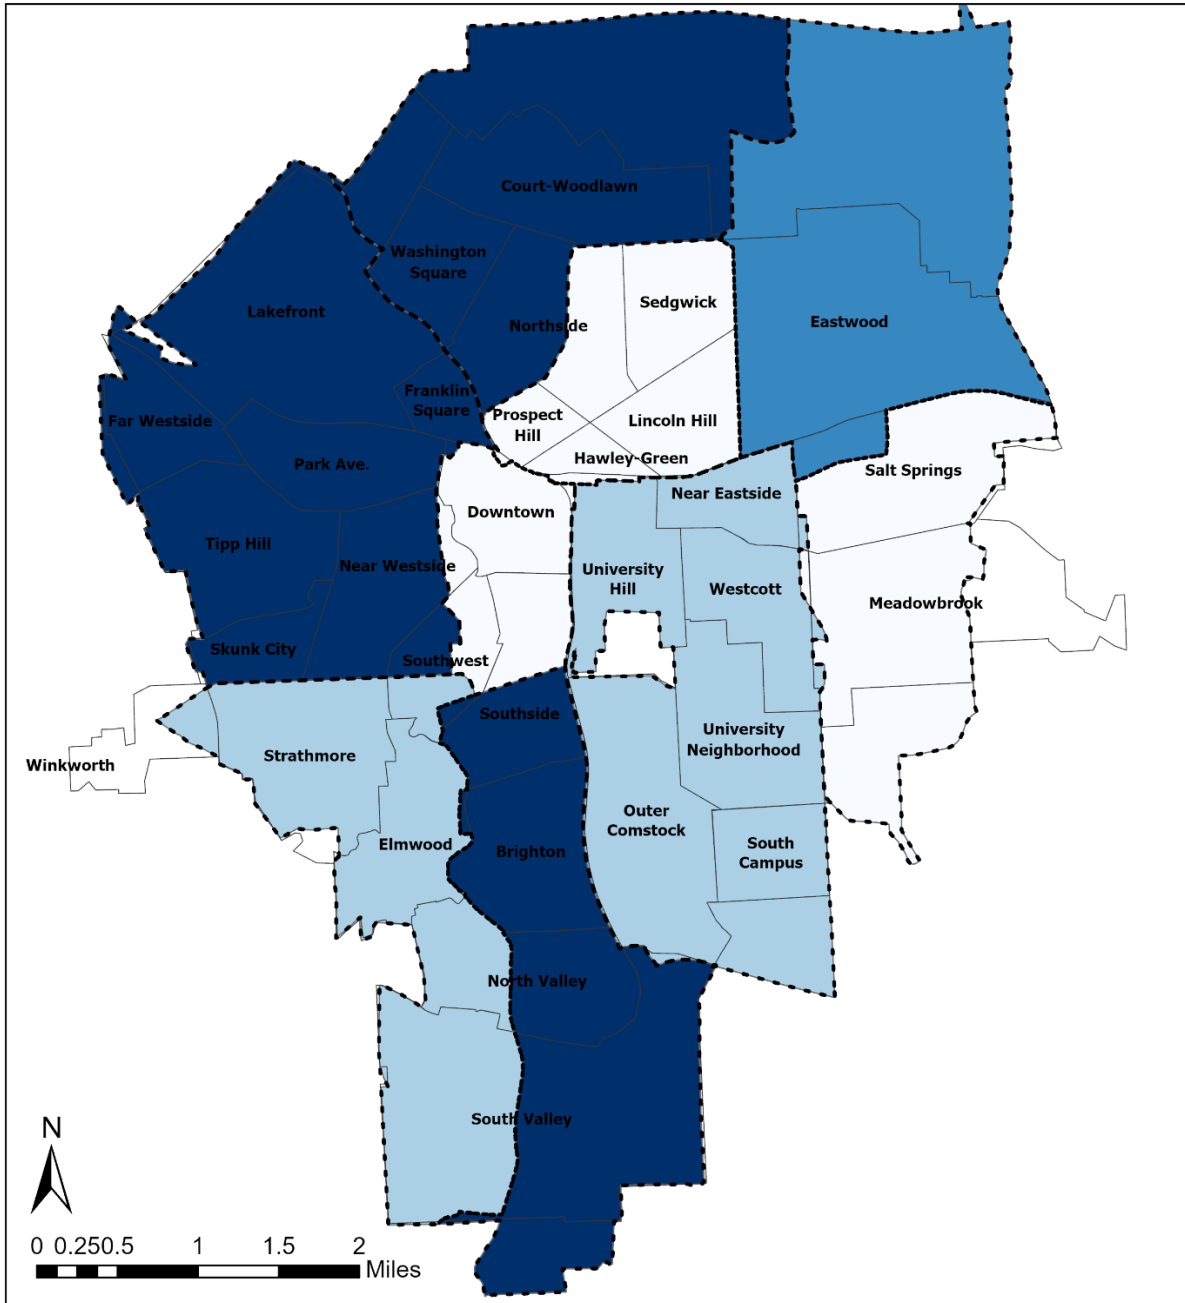 Court-Woodlawn
Washington
Square
Lakefront
Sedgwick
Northside
Eastwood
Franklin
Square
Far Westside
Prospect
Hill
Lincoln Hill
Park Ave.
Hawley-Green
Salt Springs
Near Eastside
Downtown
Tipp Hill
Near Westside
University
Hill
Westcott
Meadowbrook
Skunk City
Southwest
Southside
University
Neighborhood
Strathmore
Winkworth
Outer
Comstock
Elmwood
Brighton
South
Campus
North Valley
South Valley
N
0 0.250.5 1 1.5 2
Miles